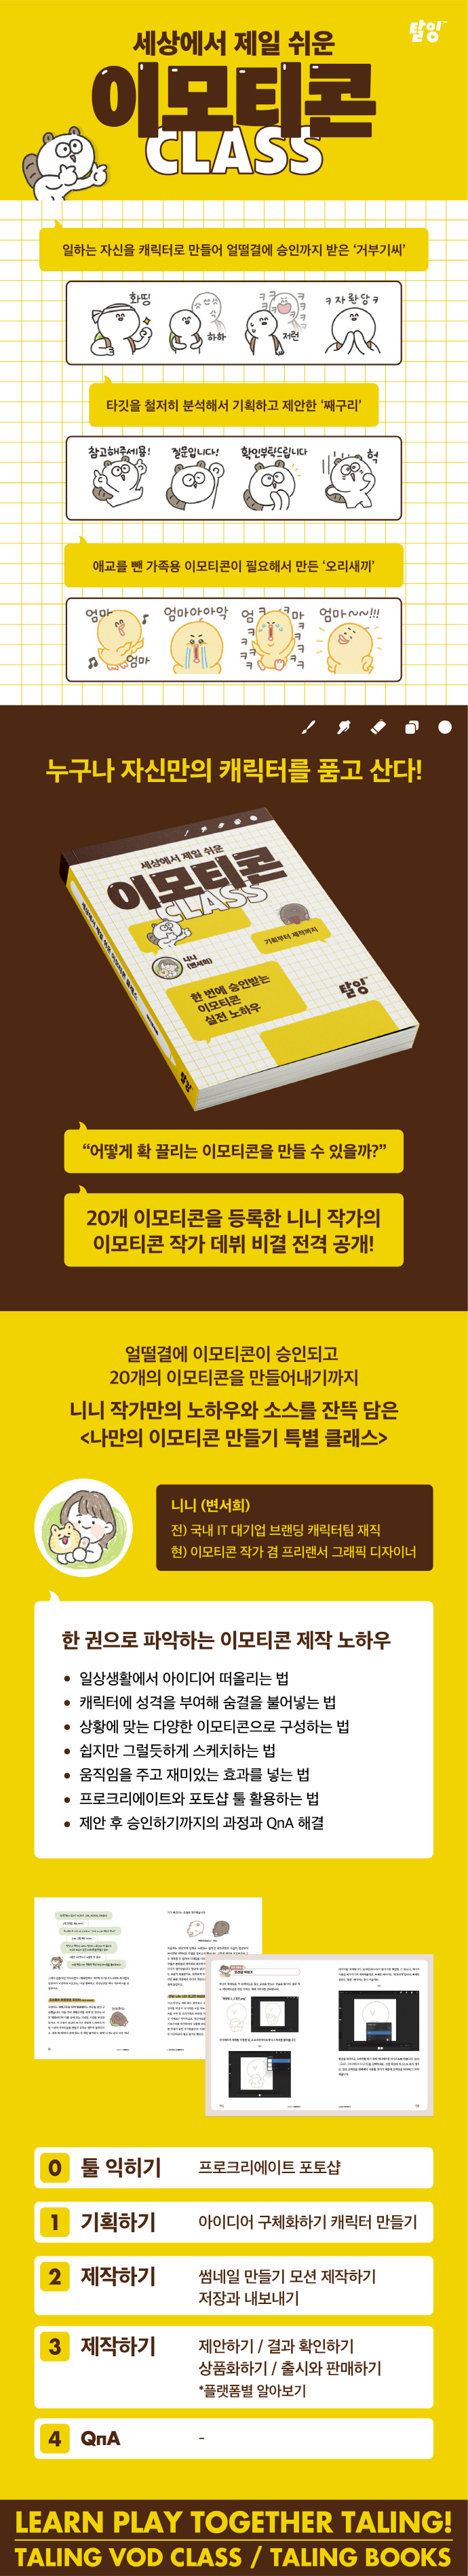 탈잉
세상에서 제일 쉬운
이모티콘
CLASS
일하는 자신을 캐릭터로 만들어 얼떨결에 승인까지 받은 ‘거부기씨’
화띵
하하
ㅋㅋㅋㅋ
저런
ㅋ자란당ㅋ
타깃을 철저히 분석해서 기획하고 제안한 ‘째구리’
참고해주세용!
질문입니다!
확인부탁드립니다
헉
애교를 뺀 가족용 이모티콘이 필요해서 만든 ‘오리새끼’
엄마
엄마
엄마아아악
엄ㅋㅋㅋ마
ㅋㅋㅋㅋ
엄마~~!!!
누구나 자신만의 캐릭터를 품고 산다!
세상에서 제일 쉬운
이모티콘
CLASS
기획부터 제작까지
니니
(변서희)
한 번에 승인받는
이모티콘
실전 노하우
탈잉
세상에서 제일 쉬운 이모티콘 클래스
탈잉
“어떻게 확 끌리는 이모티콘을 만들 수 있을까?”
20개 이모티콘을 등록한 니니 작가의
이모티콘 작가 데뷔 비결 전격 공개!
얼떨결에 이모티콘이 승인되고
20개의 이모티콘을 만들어내기까지
니니 작가만의 노하우와 소스를 잔뜩 담은
<나만의 이모티콘 만들기 특별 클래스>
니니 (변서희)
전) 국내 IT 대기업 브랜딩 캐릭터팀 재직
현) 이모티콘 작가 겸 프리랜서 그래픽 디자이너
한 권으로 파악하는 이모티콘 제작 노하우
• 일상생활에서 아이디어 떠올리는 법
• 캐릭터에 성격을 부여해 숨결을 불어넣는 법
• 상황에 맞는 다양한 이모티콘으로 구성하는 법
• 쉽지만 그럴듯하게 스케치하는 법
• 움직임을 주고 재미있는 효과를 넣는 법
• 프로크리에이트와 포토샵 툴 활용하는 법
• 제안 후 승인하기까지의 과정과 QnA 해결
0 툴 익히기 프로크리에이트 포토샵
1 기획하기 아이디어 구체화하기 캐릭터 만들기
2 제작하기 썸네일 만들기 모션 제작하기
저장과 내보내기
3 제작하기 제안하기 / 결과 확인하기
상품화하기 / 출시와 판매하기
*플랫폼별 알아보기
4 QnA -
LEARN PLAY TOGETHER TALING!
TALING VOD CLASS / TALING BOOKS